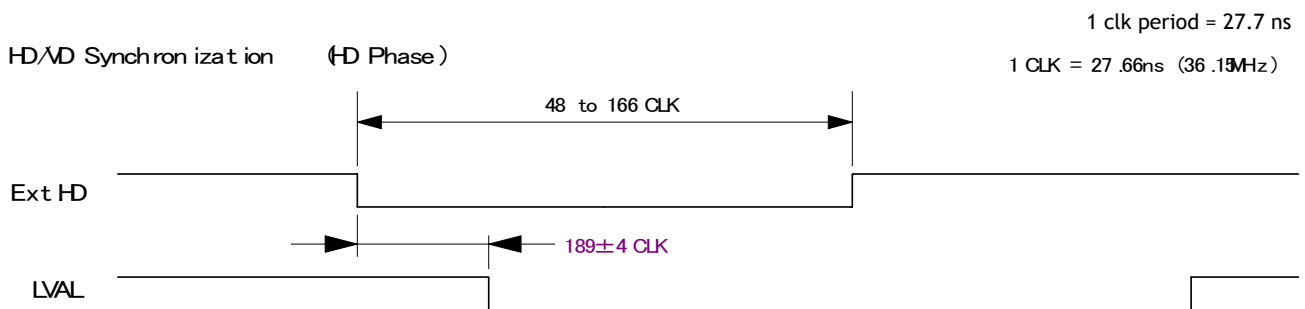 1 clk period = 27.7 ns
HD/VD Synchronization (HD Phase)
1 CLK = 27.66ns (36.15MHz)
48 to 166 CLK
Ext HD
189±4 CLK
LVAL